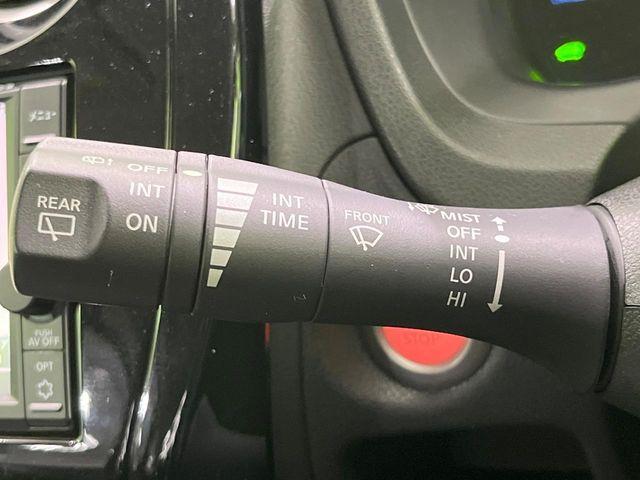 メニュー
REAR
OFF
INT
ON
INT.
TIME
FRONT
MIST
OFF
INT
LO
HI
PUSH
AV OFF
OPT
STOP